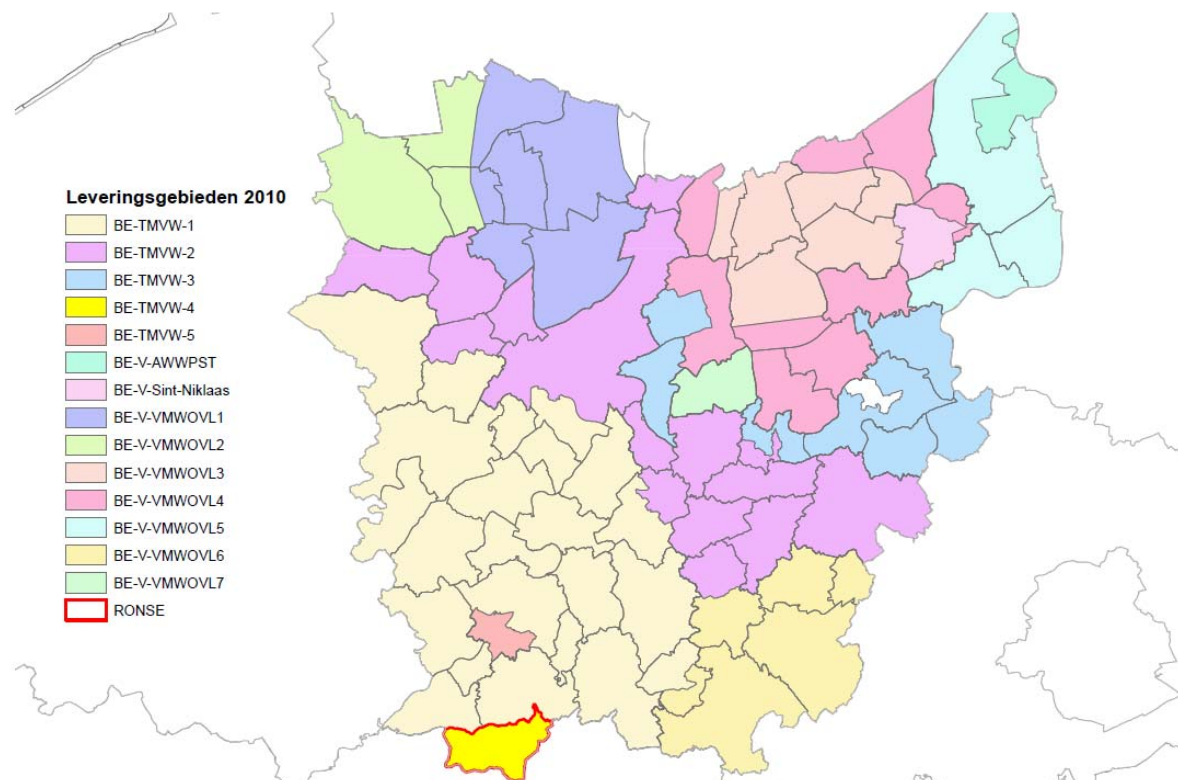 Leveringsgebieden 2010
BE-TMVW-1
BE-TMVW-2
BE-TMVW-3
BE-TMVW-4
BE-TMVW-5
BE-V-AWWPST
BE-V-Sint-Niklaas
BE-V-VMWOVL1
BE-V-VMWOVL2
BE-V-VMWOVL3
BE-V-VMWOVL4
BE-V-VMWOVL5
BE-V-VMWOVL6
BE-V-VMWOVL7
RONSE